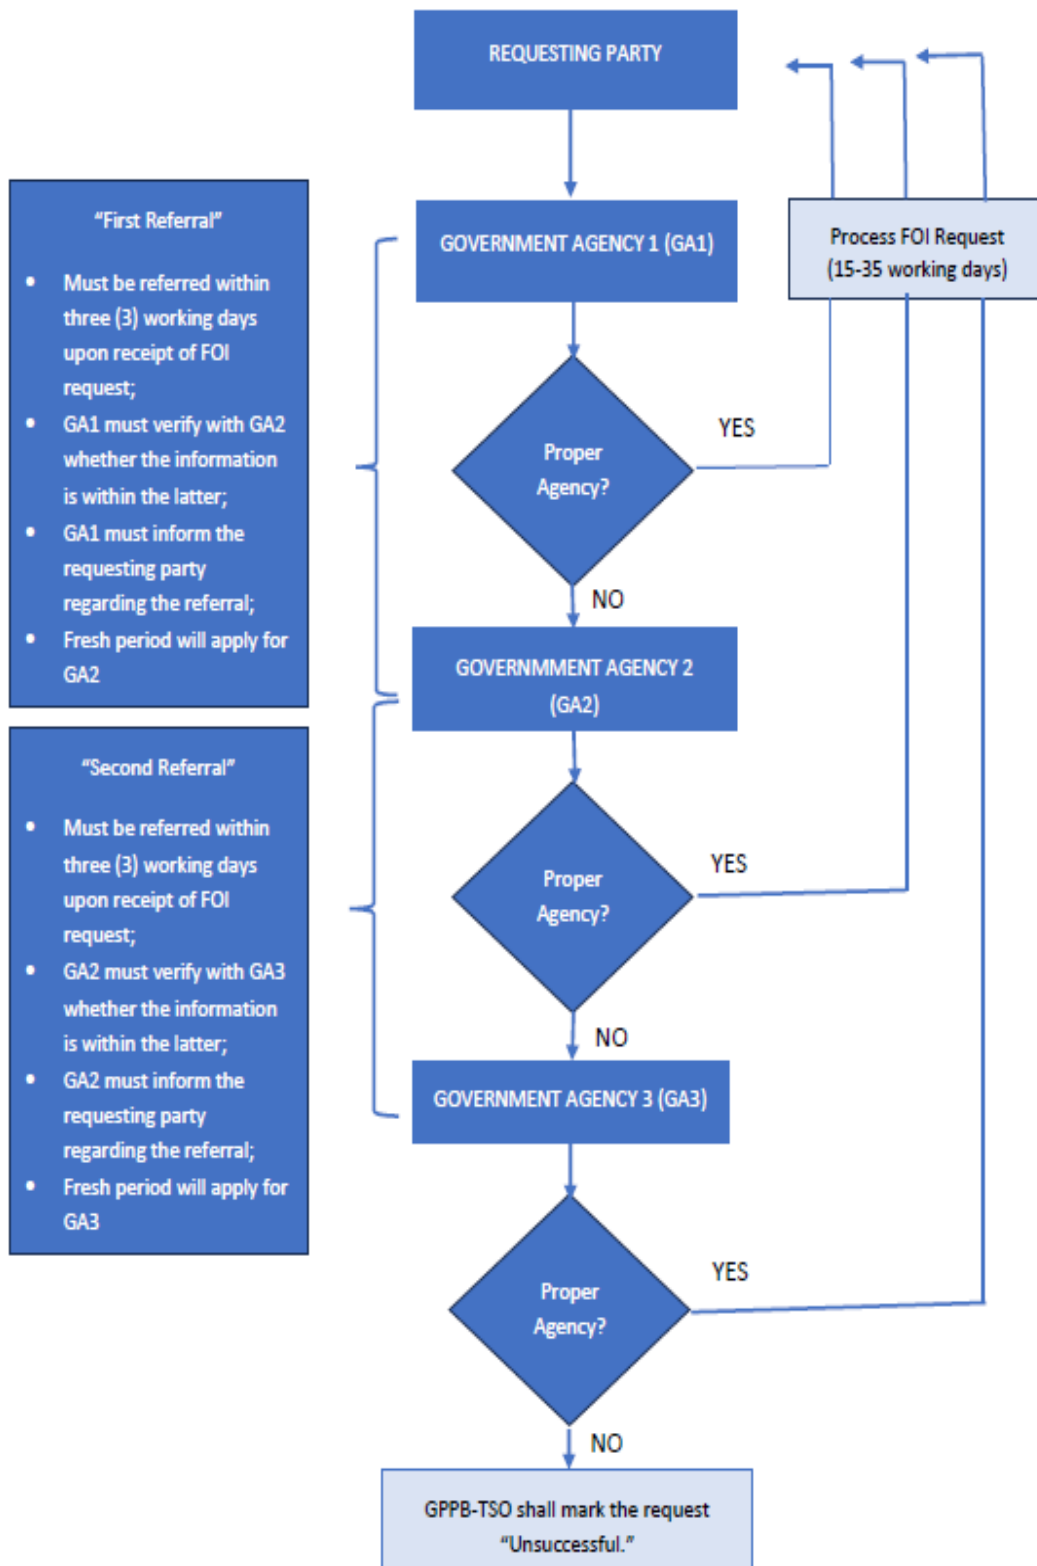 REQUESTING PARTY
“First Referral”
• Must be referred within
three (3) working days
upon receipt of FOI
request;
• GA1 must verify with GA2
whether the information
is within the latter;
• GA1 must inform the
requesting party
regarding the referral;
• Fresh period will apply for
GA2
GOVERNMENT AGENCY 1 (GA1)
Process FOI Request
(15-35 working days)
Proper
Agency?
YES
NO
GOVERNMMENT AGENCY 2
(GA2)
“Second Referral”
• Must be referred within
three (3) working days
upon receipt of FOI
request;
• GA2 must verify with GA3
whether the information
is within the latter;
• GA2 must inform the
requesting party
regarding the referral;
• Fresh period will apply for
GA3
Proper
Agency?
YES
NO
GOVERNMENT AGENCY 3 (GA3)
Proper
Agency?
YES
NO
GPPB-TSO shall mark the request
“Unsuccessful.”